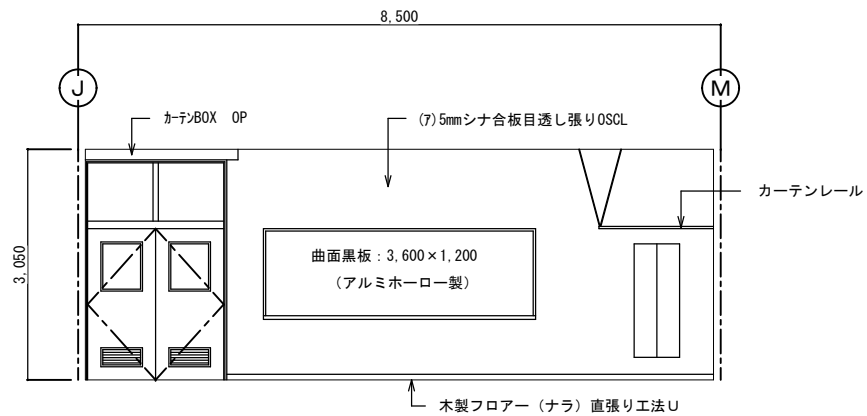 8,500
J
M
カーテンBOX OP
(ア)5mmシナ合板目透し張りOSCL
カーテンレール
3,050
曲面黒板：3,600×1,200
（アルミホーロー製）
木製フロアー（ナラ）直張り工法U